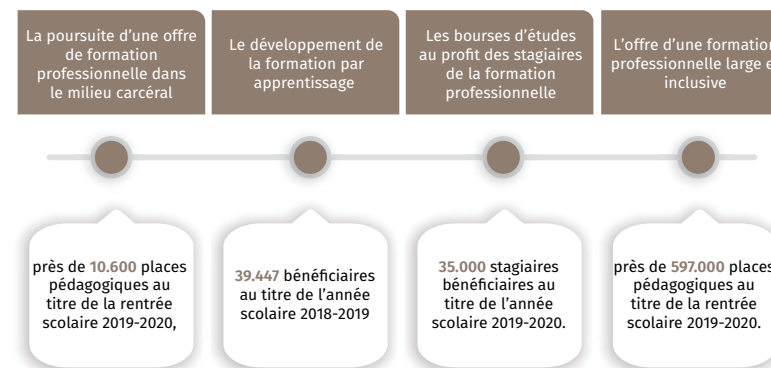 La poursuite d'une offre
de formation
professionnelle dans
le milieu carcéral
Le développement de
la formation par
apprentissage
Les bourses d'études
au profit des stagiaires
de la formation
professionnelle
L'offre d'une formation
professionnelle large e
inclusive
près de 10.600 places
pédagogiques au
titre de la rentrée
scolaire 2019-2020,
39.447 bénéficiaires
au titre de l'année
scolaire 2018-2019
35.000 stagiaires
bénéficiaires au
titre de l'année
scolaire 2019-2020.
près de 597.000 places
pédagogiques au
titre de la rentrée
scolaire 2019-2020.